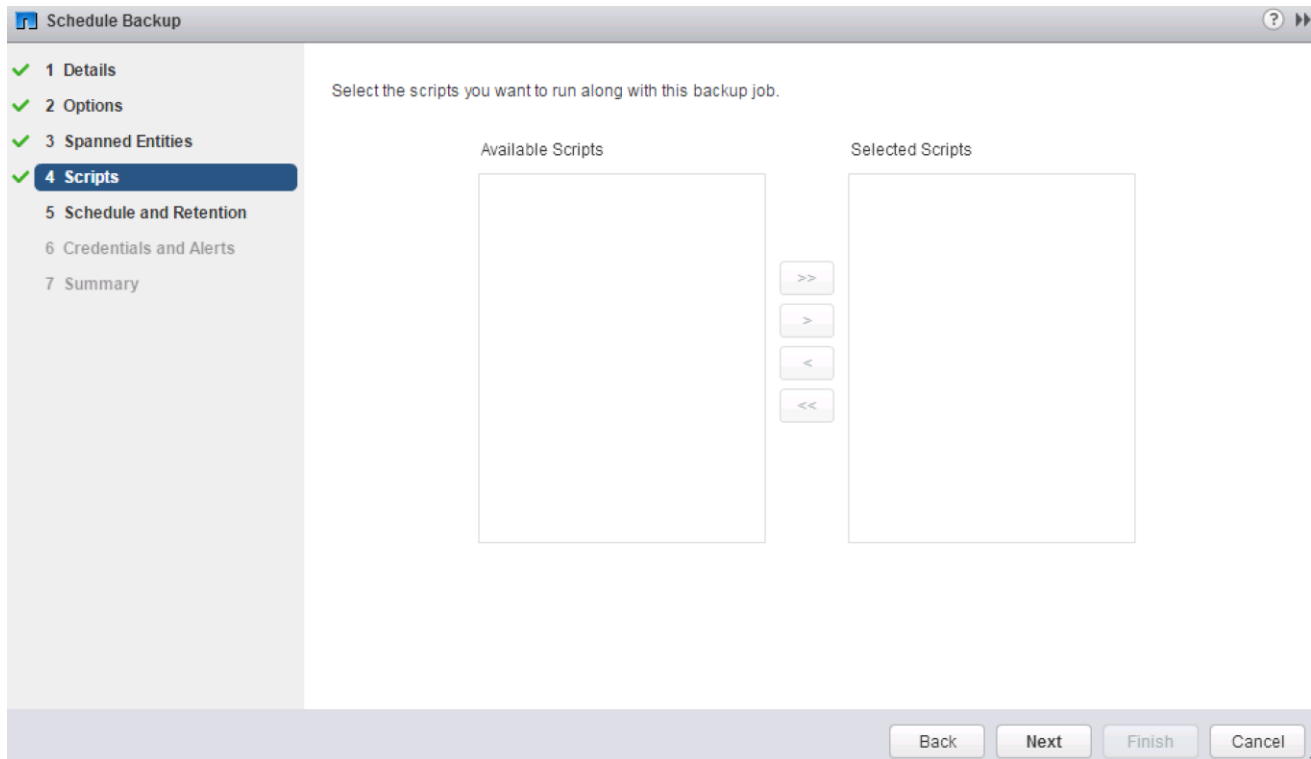 Schedule Backup
?
1 Details
2 Options
3 Spanned Entities
4 Scripts
5 Schedule and Retention
6 Credentials and Alerts
7 Summary
Select the scripts you want to run along with this backup job.
Available Scripts
Selected Scripts
>>
>
<
<<
Back
Next
Finish
Cancel